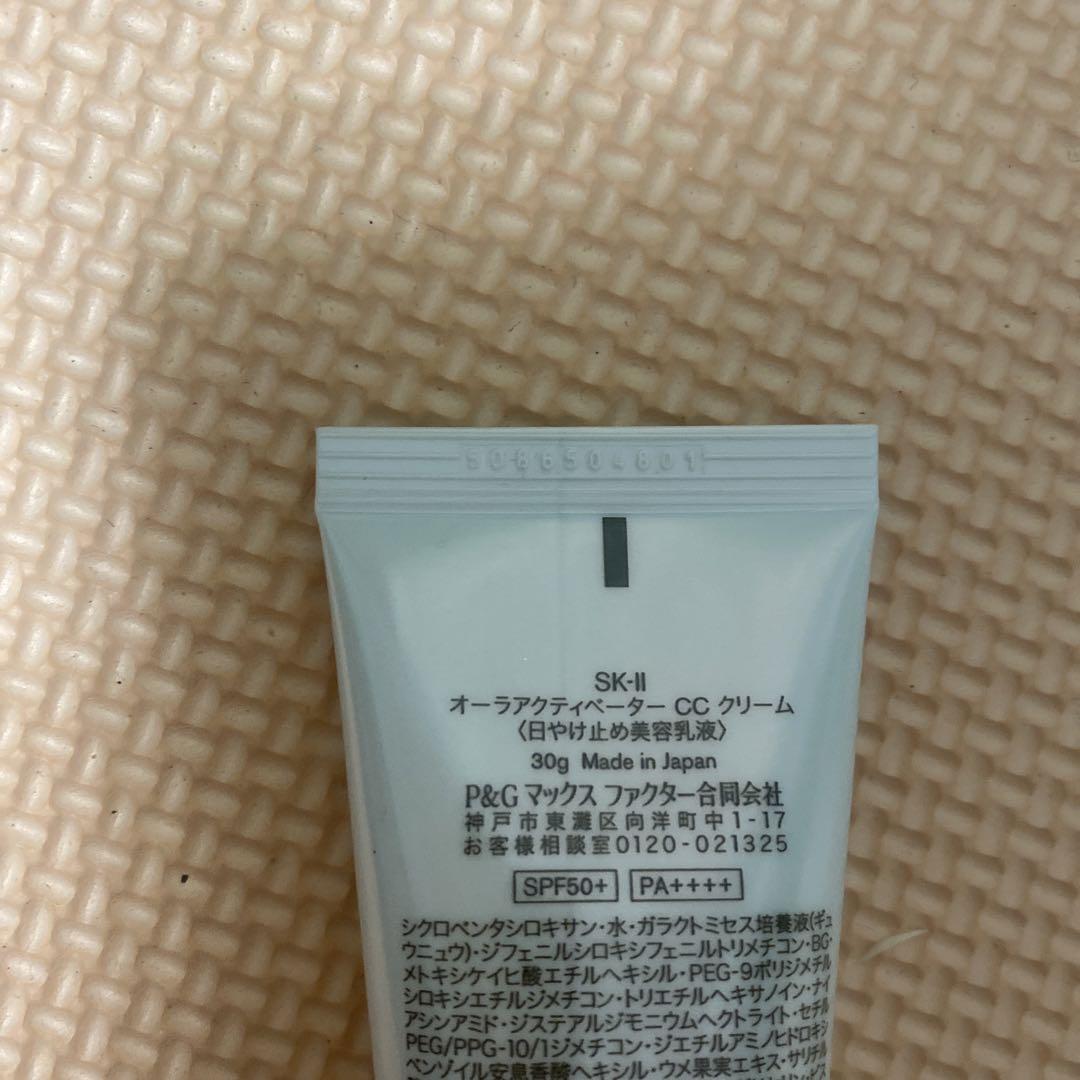 5086504801
SK-II
オーラアクティベーター CC クリーム
〈日やけ止め美容乳液〉
30g Made in Japan
P&G マックス ファクター合同会社
神戸市東灘区向洋町中1-17
お客様相談室0120-021325
SPF50+ PA++++
シクロペンタシロキサン・水・ガラクトミセス培養液(ギュ
ウニュウ)・ジフェニルシロキシフェニルトリメチコン・BG・
メトキシケイヒ酸エチルヘキシル・PEG-9ポリジメチル
シロキシエチルジメチコン・トリエチルヘキサノイン・ナイ
アシンアミド・ジステアルジモニウムヘクトライト・セチル
PEG/PPG-10/1ジメチコン・ジエチルアミノヒドロキシ
ベンゾイル安息香酸ヘキシル・ウメ果実エキス・サリチル